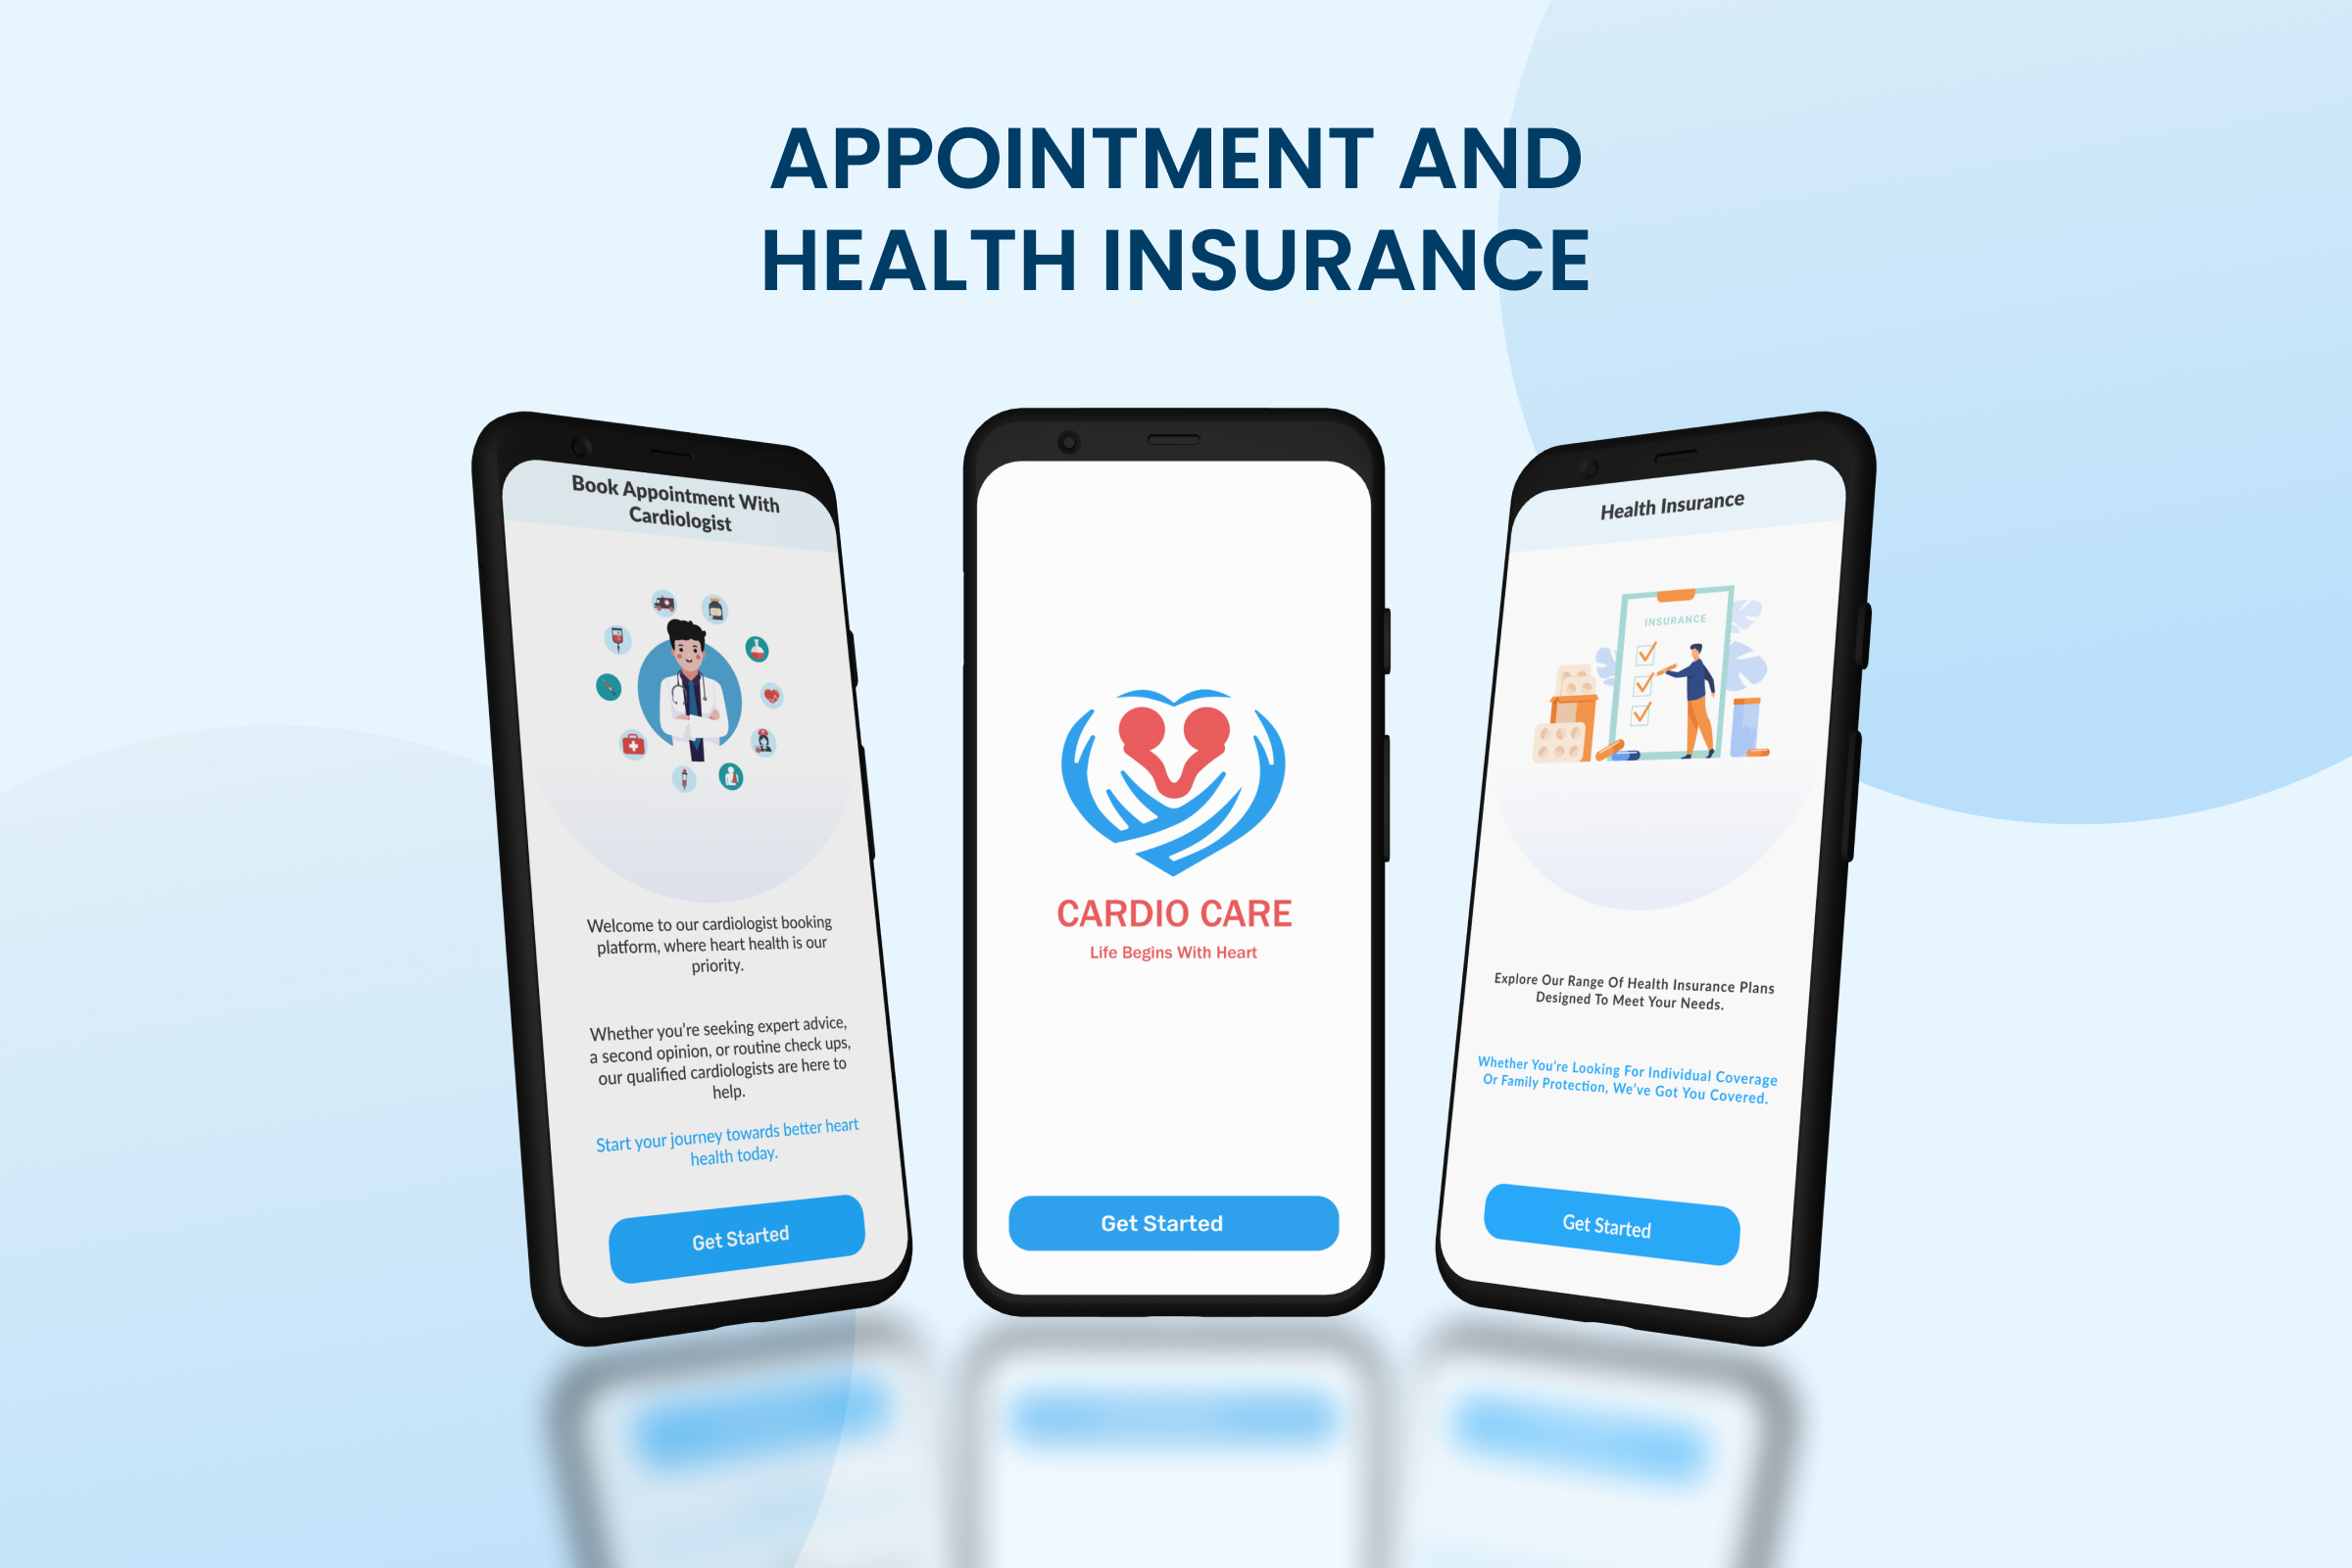 APPOINTMENT AND
HEALTH INSURANCE
Book Appointment With
Cardiologist
Welcome to our cardiologist booking
platform, where heart health is our
priority.
Whether you're seeking expert advice,
a second opinion, or routine check ups,
our qualified cardiologists are here to
help.
Start your journey towards better heart
health today.
Get Started
CARDIO CARE
Life Begins With Heart
Get Started
Health Insurance
INSURANCE
Explore Our Range Of Health Insurance Plans
Designed To Meet Your Needs.
Whether You're Looking For Individual Coverage
Or Family Protection, We've Got You Covered.
Get Started